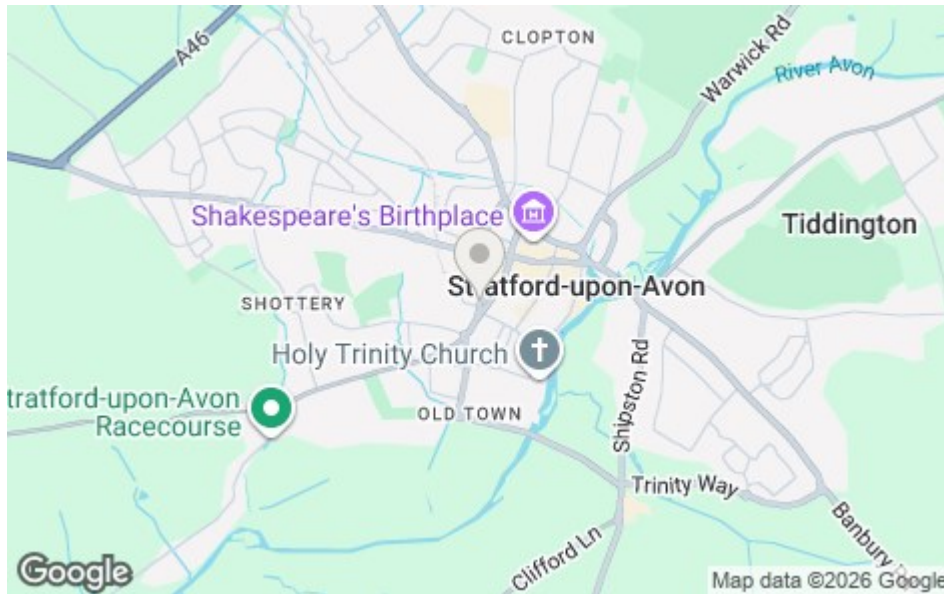 CLOPTON
A46
Warwick Rd
River Avon
Shakespeare's Birthplace
Tiddington
Stratford-upon-Avon
SHOTTERY
Holy Trinity Church
tratford-upon-Avon
Racecourse
OLD TOWN
Shipston Rd
Trinity Way
Banbury
Clifford Ln
Google
Map data ©2026 Google